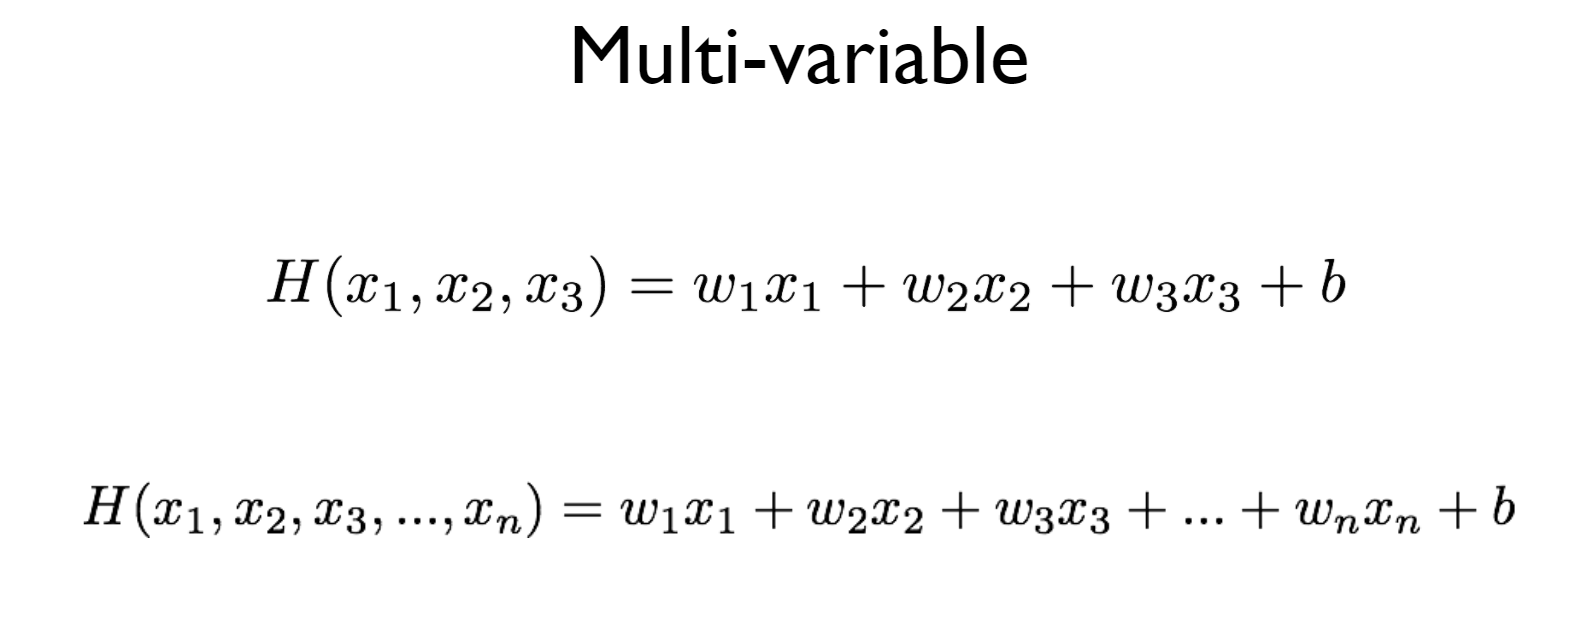 Multi-variable
H(x₁, x₂, x₃) = w₁x₁ + w₂x₂ + w₃x₃ + b
H(x₁, x₂, x₃, ..., xₙ) = w₁x₁ + w₂x₂ + w₃x₃ + ... + wₙxₙ + b